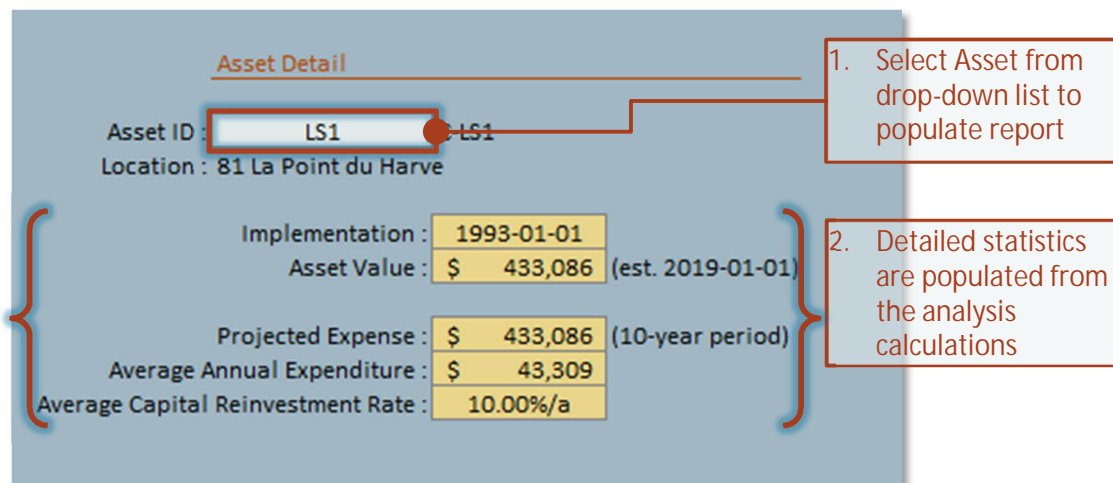 Asset Detail
Asset ID : LS1 LS1
Location : 81 La Point du Harve
Implementation : 1993-01-01
Asset Value : $ 433,086 (est. 2019-01-01)
Projected Expense : $ 433,086 (10-year period)
Average Annual Expenditure : $ 43,309
Average Capital Reinvestment Rate : 10.00%/a
1. Select Asset from
drop-down list to
populate report
2. Detailed statistics
are populated from
the analysis
calculations